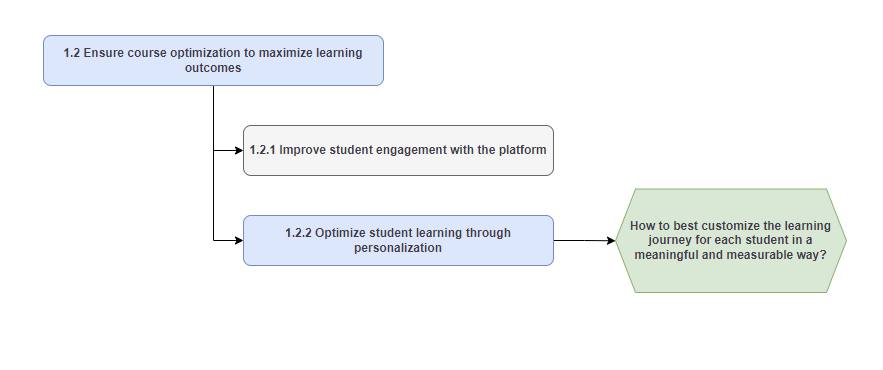 1.2 Ensure course optimization to maximize learning
outcomes
1.2.1 Improve student engagement with the platform
1.2.2 Optimize student learning through
personalization
How to best customize the learning
journey for each student in a
meaningful and measurable way?